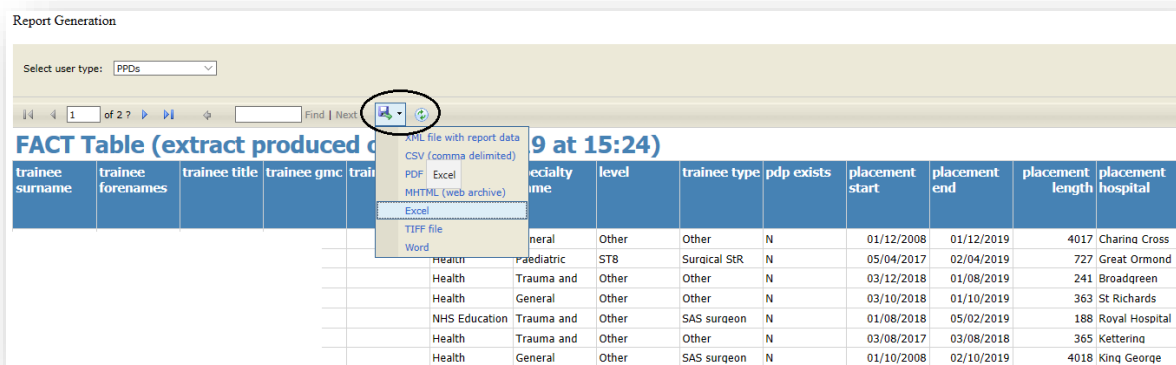 Report Generation
Select user type: PPDs
1 of 2 ? Find | Next
XML file with report data
CSV (comma delimited)
PDF Excel
MHTML (web archive)
Excel
TIFF file
Word
FACT Table (extract produced 9 at 15:24)
trainee surname trainee forenames trainee title trainee gmc level trainee type pdp exists placement start placement end placement length placement hospital
Other Other N 01/12/2008 01/12/2019 4017 Charing Cross
Health Paediatric ST8 Surgical StR N 05/04/2017 02/04/2019 727 Great Ormond
Health Trauma and Other Other N 03/12/2018 01/08/2019 241 Broadgreen
Health General Other Other N 03/10/2018 01/10/2019 363 St Richards
NHS Education Trauma and Other SAS surgeon N 01/08/2018 05/02/2019 188 Royal Hospital
Health Trauma and Other Other N 03/08/2017 03/08/2018 365 Kettering
Health General Other SAS surgeon N 01/10/2008 02/10/2019 4018 King George